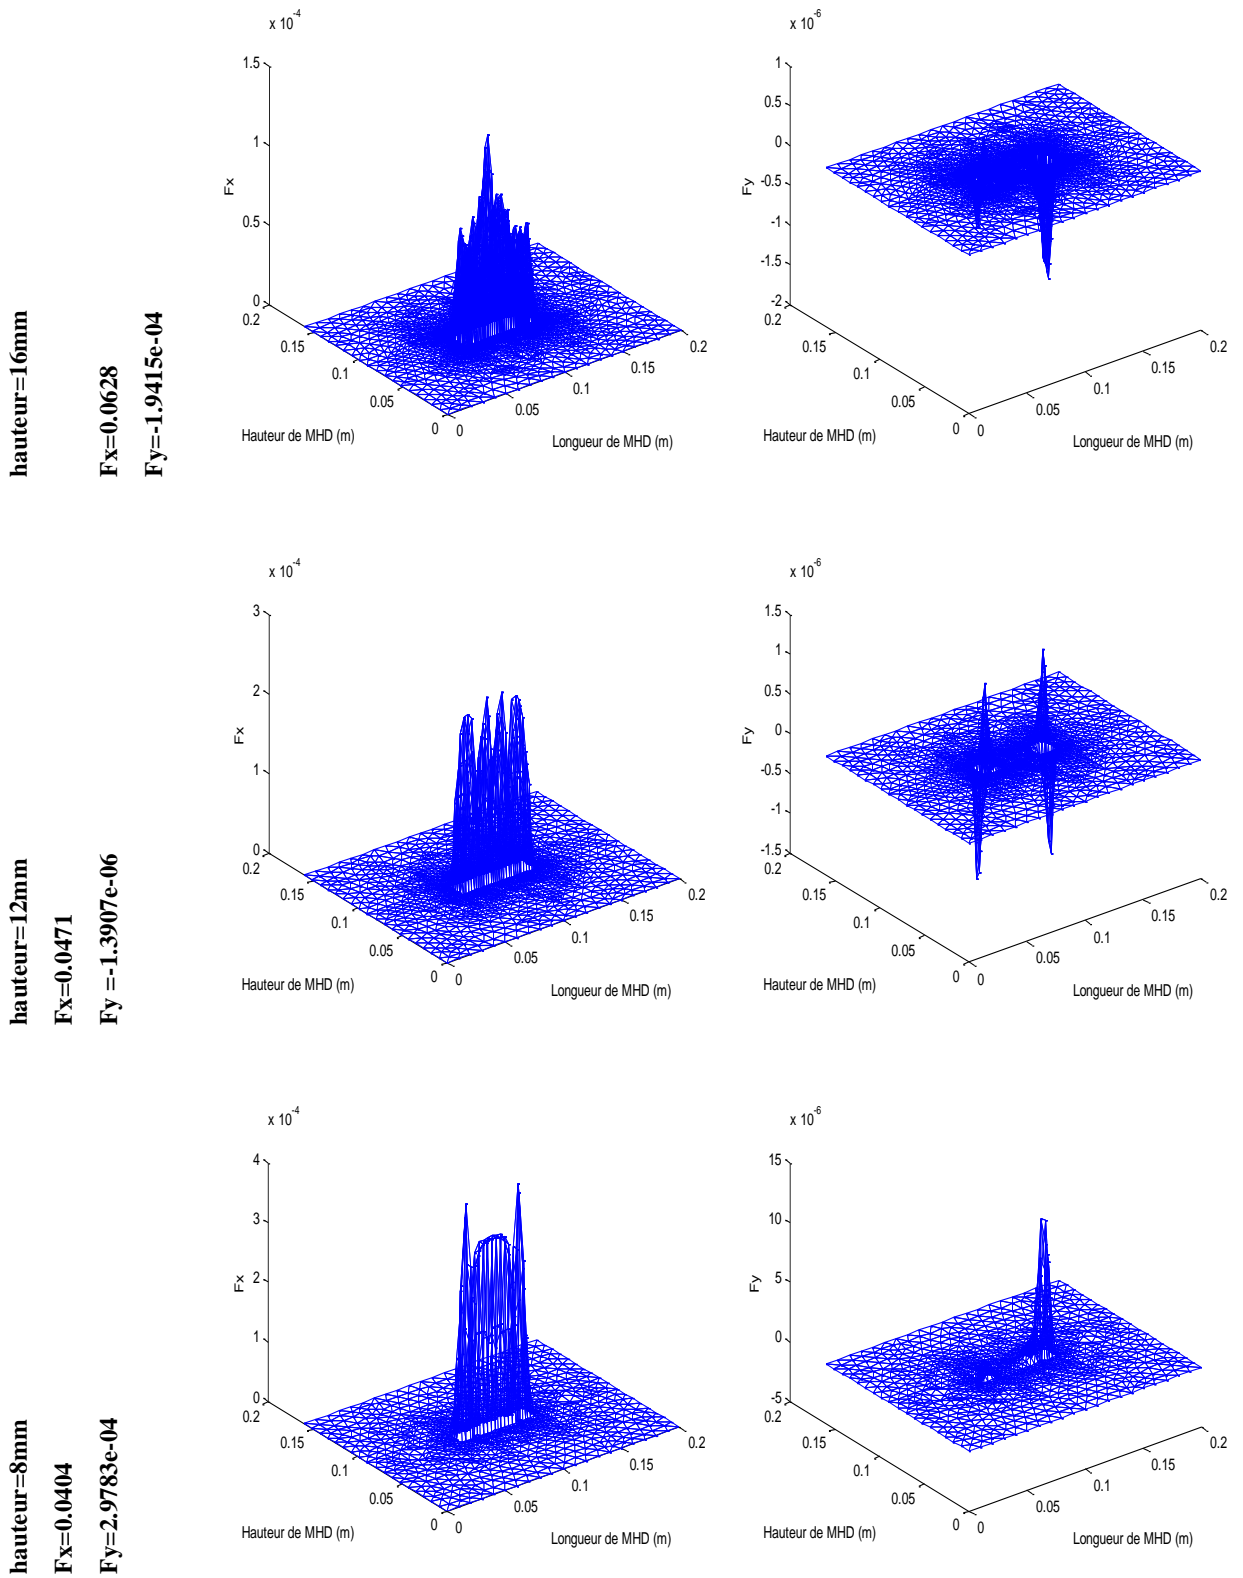 hauteur=16mm
Fx=0.0628
Fy=-1.9415e-04
x 10-4
1.5
1
0.5
0
Fx
0.2
0.15
0.1
0.05
0
0
0.05
0.1
0.15
0.2
Hauteur de MHD (m)
Longueur de MHD (m)
x 10-6
1
0.5
0
-0.5
-1
-1.5
-2
Fy
0.2
0.15
0.1
0.05
0
0
0.05
0.1
0.15
0.2
Hauteur de MHD (m)
Longueur de MHD (m)
hauteur=12mm
Fx=0.0471
Fy =-1.3907e-06
x 10-4
3
2
1
0
Fx
0.2
0.15
0.1
0.05
0
0
0.05
0.1
0.15
0.2
Hauteur de MHD (m)
Longueur de MHD (m)
x 10-6
1.5
1
0.5
0
-0.5
-1
-1.5
Fy
0.2
0.15
0.1
0.05
0
0
0.05
0.1
0.15
0.2
Hauteur de MHD (m)
Longueur de MHD (m)
hauteur=8mm
Fx=0.0404
Fy=2.9783e-04
x 10-4
4
3
2
1
0
Fx
0.2
0.15
0.1
0.05
0
0
0.05
0.1
0.15
0.2
Hauteur de MHD (m)
Longueur de MHD (m)
x 10-6
15
10
5
0
-5
Fy
0.2
0.15
0.1
0.05
0
0
0.05
0.1
0.15
0.2
Hauteur de MHD (m)
Longueur de MHD (m)